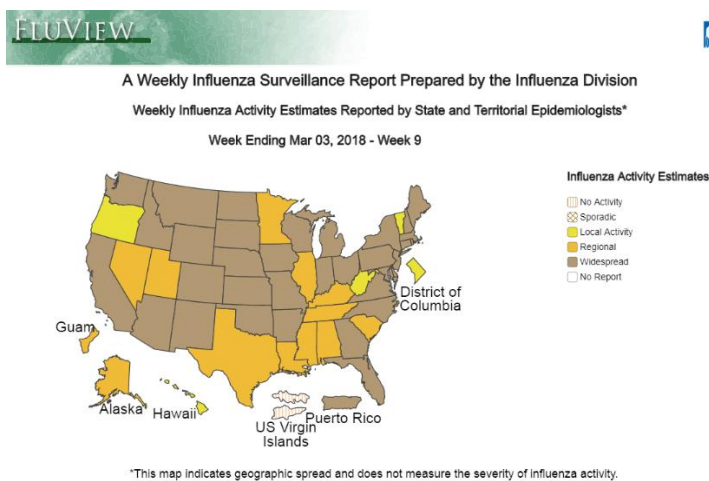 FLUVIEW
A Weekly Influenza Surveillance Report Prepared by the Influenza Division
Weekly Influenza Activity Estimates Reported by State and Territorial Epidemiologists*
Week Ending Mar 03, 2018 - Week 9
Influenza Activity Estimates
No Activity
Sporadic
Local Activity
Regional
Widespread
No Report
District of
Columbia
Guam
Alaska
Hawaii
US Virgin
Islands
Puerto Rico
*This map indicates geographic spread and does not measure the severity of influenza activity.